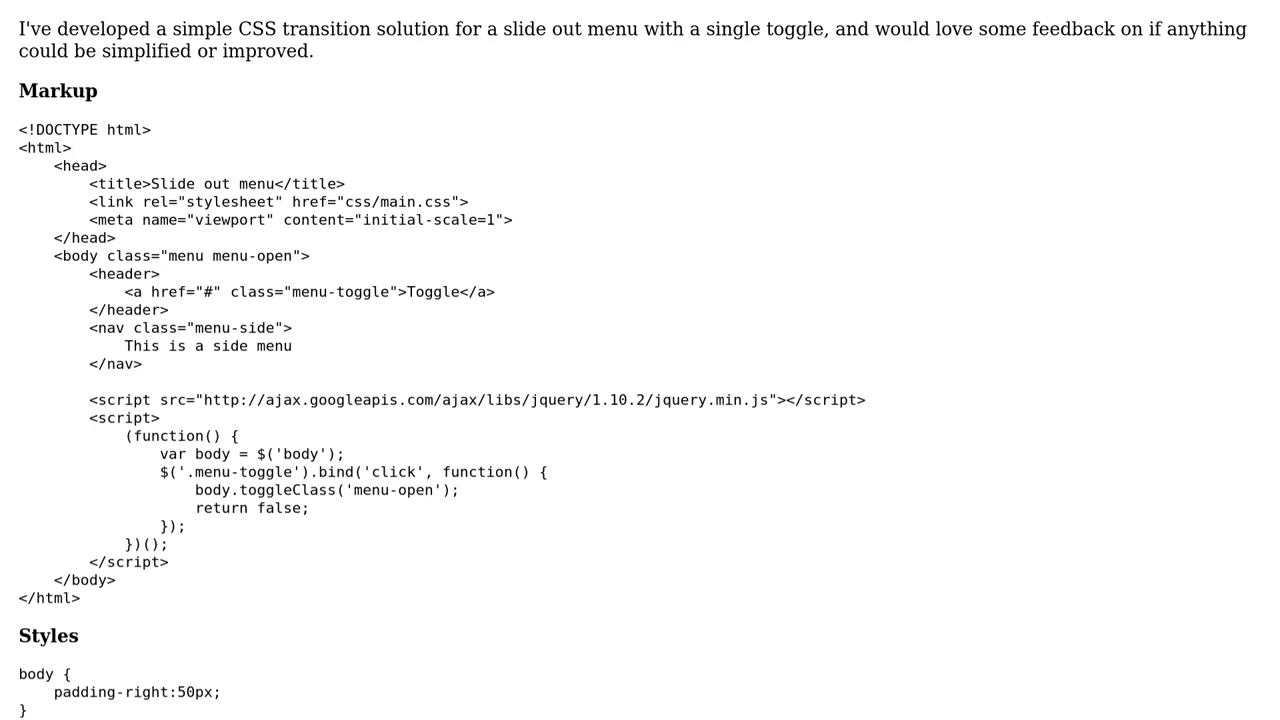 I've developed a simple CSS transition solution for a slide out menu with a single toggle, and would love some feedback on if anything
could be simplified or improved.
Markup
<!DOCTYPE html>
<html>
    <head>
        <title>Slide out menu</title>
        <link rel="stylesheet" href="css/main.css">
        <meta name="viewport" content="initial-scale=1">
    </head>
    <body class="menu menu-open">
        <header>
            <a href="#" class="menu-toggle">Toggle</a>
        </header>
        <nav class="menu-side">
            This is a side menu
        </nav>

        <script src="http://ajax.googleapis.com/ajax/libs/jquery/1.10.2/jquery.min.js"></script>
        <script>
            (function() {
                var body = $('body');
                $('.menu-toggle').bind('click', function() {
                    body.toggleClass('menu-open');
                    return false;
                });
            })();
        </script>
    </body>
</html>
Styles
body {
    padding-right:50px;
}